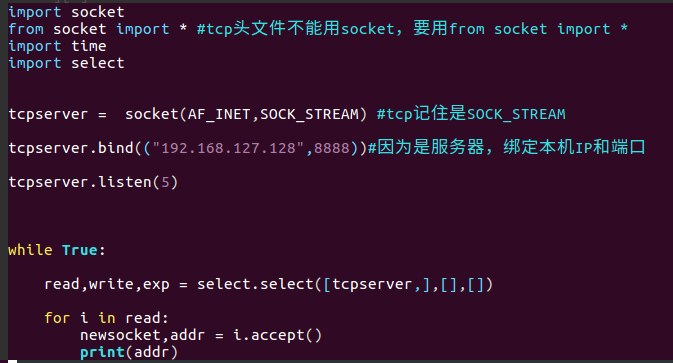 import socket
from socket import * #tcp头文件不能用socket，要用from socket import *
import time
import select
tcpserver =  socket(AF_INET,SOCK_STREAM) #tcp记住是SOCK_STREAM
tcpserver.bind(("192.168.127.128",8888))#因为是服务器，绑定本机IP和端口
tcpserver.listen(5)
while True:
    read,write,exp = select.select([tcpserver,],[],[])
    for i in read:
        newsocket,addr = i.accept()
        print(addr)